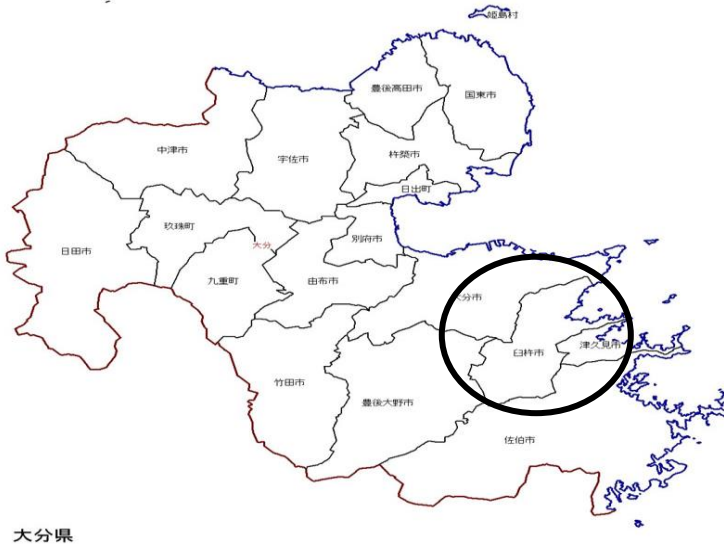 姫島村
豊後高田市
国東市
中津市
宇佐市
杵築市
日出町
玖珠町
別府市
大分
日田市
九重町
由布市
大分市
臼杵市
津久見市
竹田市
豊後大野市
佐伯市
大分県